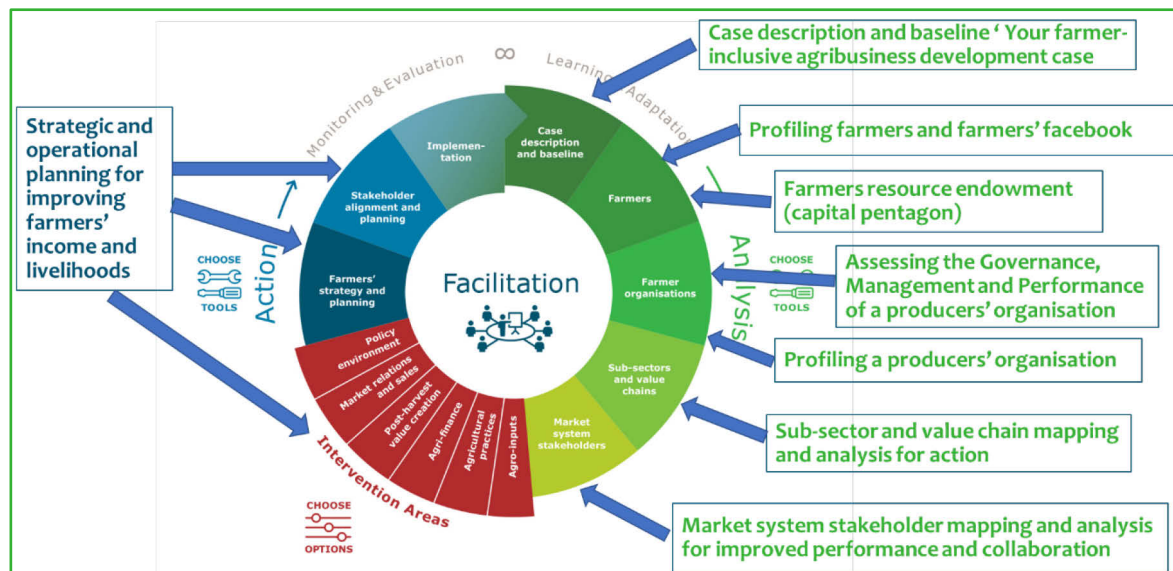 Case description and baseline ‘ Your farmer-
inclusive agribusiness development case
Monitoring & Evaluation
∞
Learning & Adaptation
Strategic and
operational
planning for
improving
farmers’
income and
livelihoods
Implemen-
tation
Case
description
and baseline
Profiling farmers and farmers’ facebook
Stakeholder
alignment and
planning
Farmers
Farmers resource endowment
(capital pentagon)
CHOOSE
TOOLS
Action
Farmers’
strategy and
planning
Facilitation
Farmer
organisations
Analysis
CHOOSE
TOOLS
Assessing the Governance,
Management and Performance
of a producers’ organisation
Profiling a producers’ organisation
Policy
environment
Market relations
and sales
Post-harvest
value creation
Agri-finance
Agricultural
practices
Agro-inputs
Market
system
stakeholders
Sub-sectors
and value
chains
Sub-sector and value chain mapping
and analysis for action
Intervention Areas
CHOOSE
OPTIONS
Market system stakeholder mapping and analysis
for improved performance and collaboration